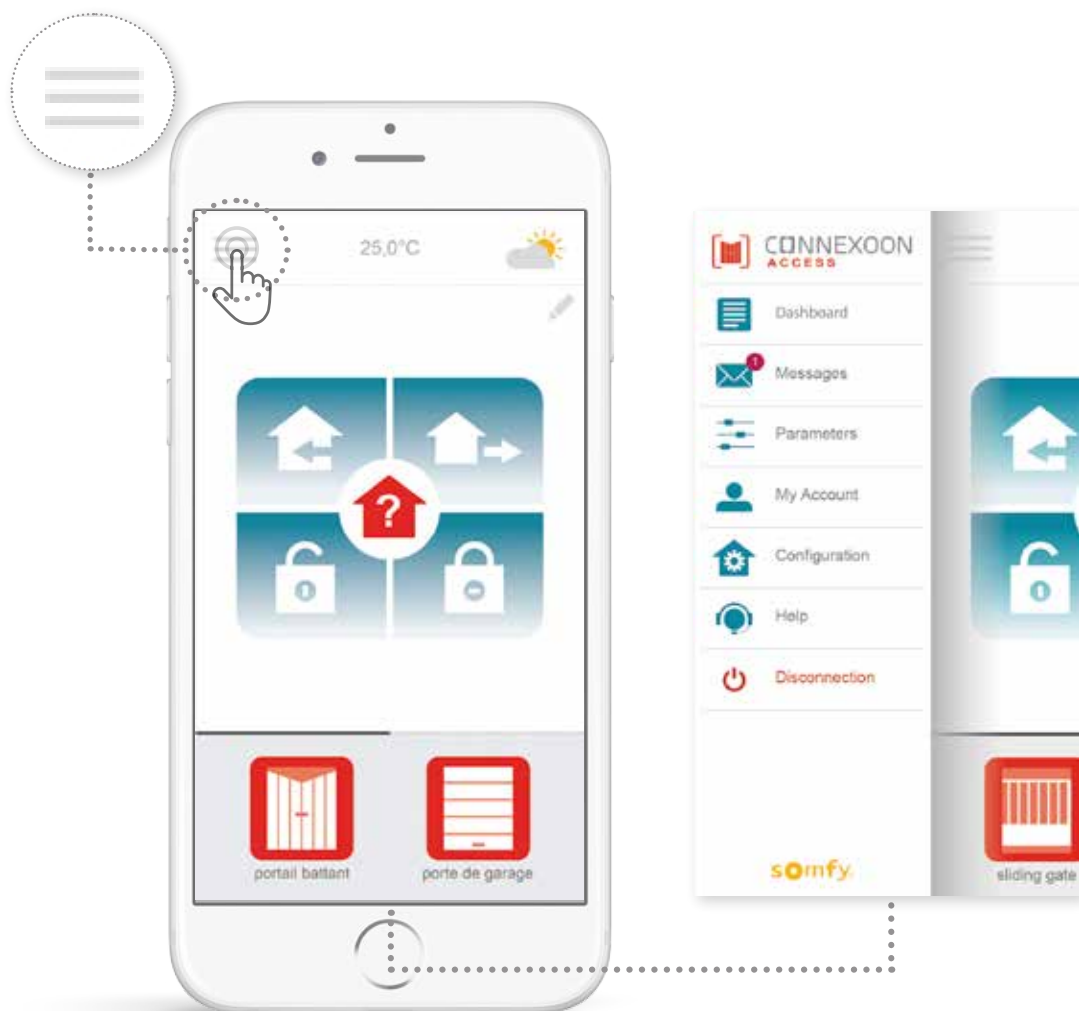 25,0°C
?
portail battant
porte de garage
CONNEXOON
ACCESS
Dashboard
1
Messages
Parameters
My Account
Configuration
Help
Disconnection
somfy.
sliding gate